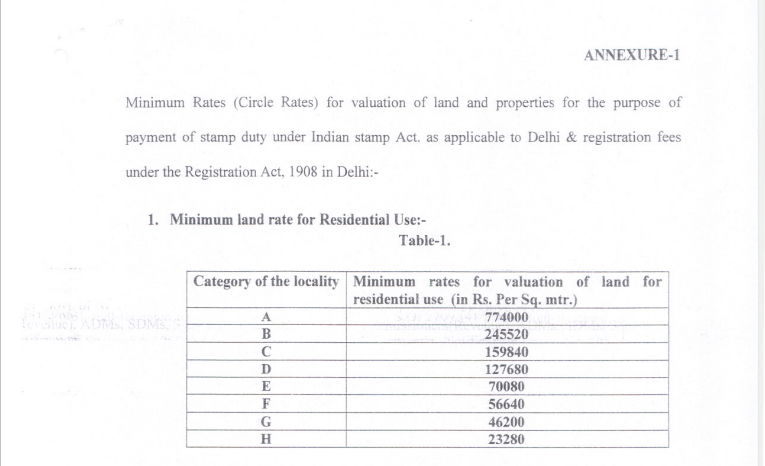 ANNEXURE-1
Minimum Rates (Circle Rates) for valuation of land and properties for the purpose of
payment of stamp duty under Indian stamp Act. as applicable to Delhi & registration fees
under the Registration Act, 1908 in Delhi:-
1. Minimum land rate for Residential Use:-
Table-1.
Category of the locality Minimum rates for valuation of land for
residential use (in Rs. Per Sq. mtr.)
A 774000
B 245520
C 159840
D 127680
E 70080
F 56640
G 46200
H 23280
ADMs, SDMs,